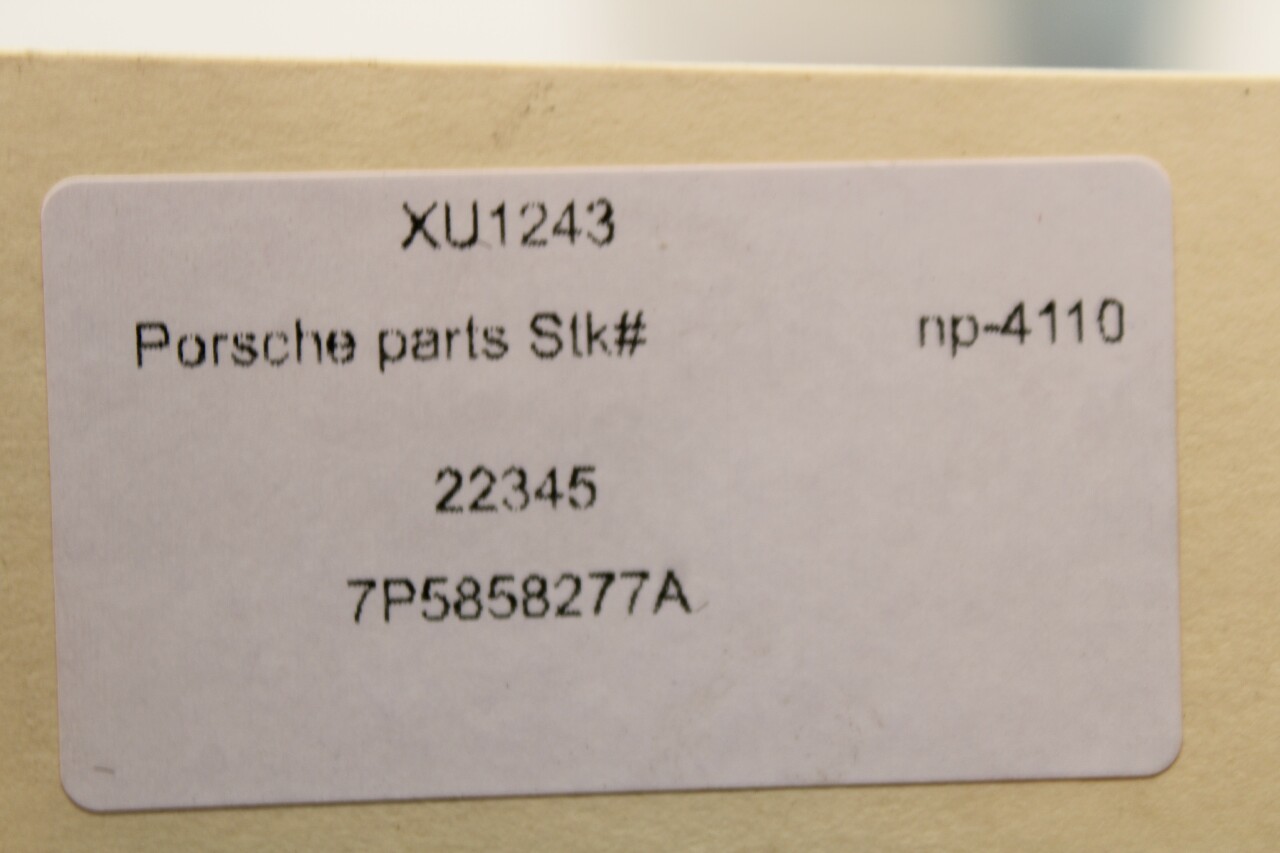 XU1243
Porsche parts Stk# np-4110
22345
7P5858277A